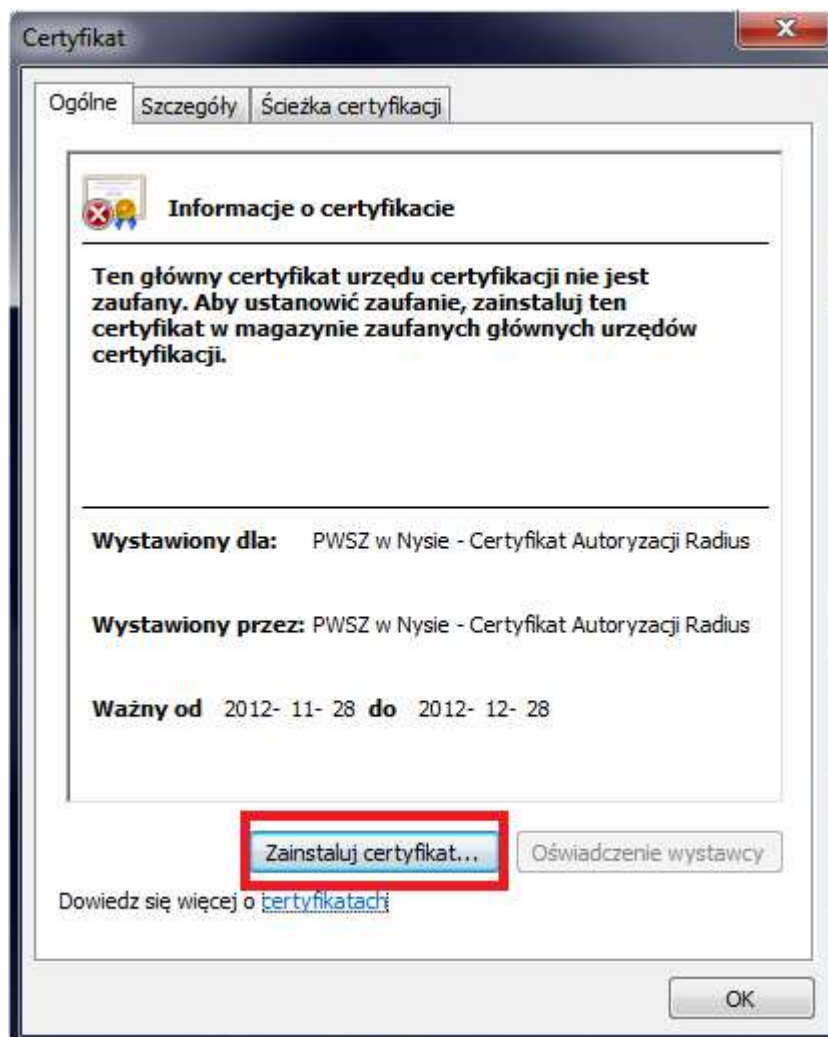 Certyfikat
Ogólne Szczegóły Ścieżka certyfikacji
Informacje o certyfikacie
Ten główny certyfikat urzędu certyfikacji nie jest
zaufany. Aby ustanowić zaufanie, zainstaluj ten
certyfikat w magazynie zaufanych głównych urzędów
certyfikacji.
Wystawiony dla: PWSZ w Nysie - Certyfikat Autoryzacji Radius
Wystawiony przez: PWSZ w Nysie - Certyfikat Autoryzacji Radius
Ważny od 2012- 11- 28 do 2012- 12- 28
Zainstaluj certyfikat... Oświadczenie wystawcy
Dowiedz się więcej o certyfikatach
OK